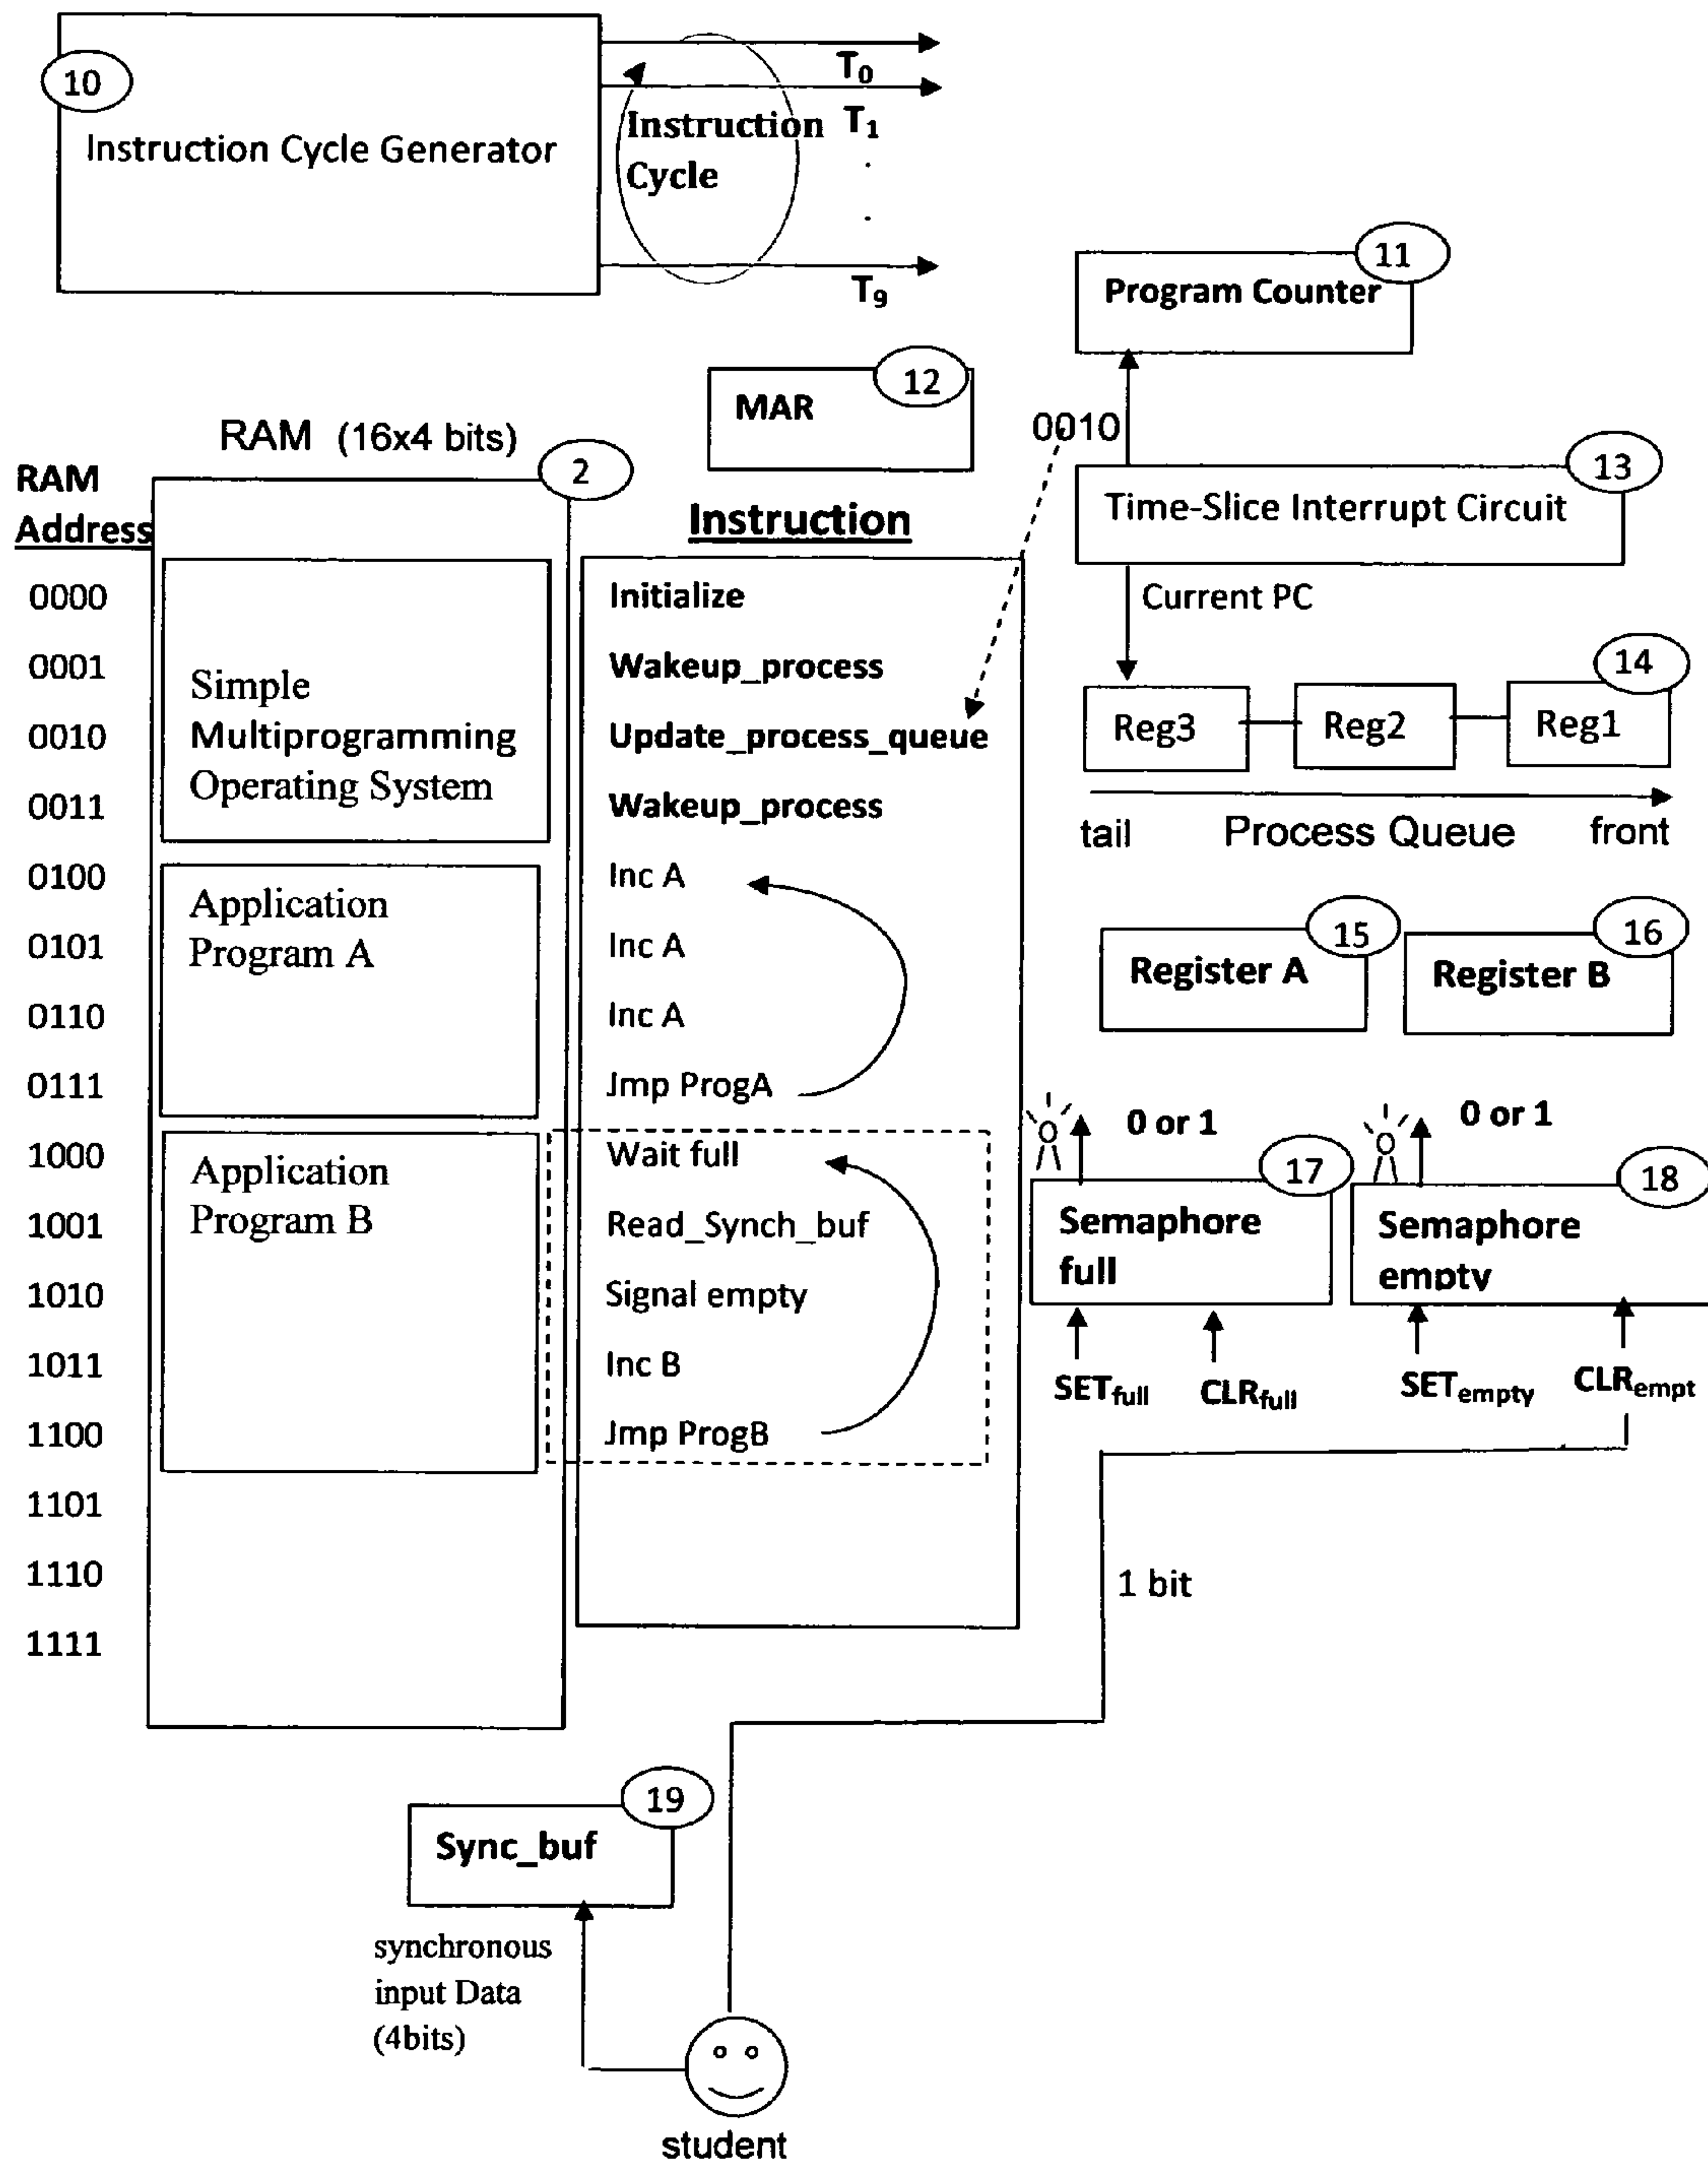 10
Instruction Cycle Generator
T0
Instruction T1
Cycle
.
.
T9
11
Program Counter
12
MAR
0010
RAM (16x4 bits)
2
13
Time-Slice Interrupt Circuit
RAM
Address
Instruction
Current PC
0000
Initialize
0001
Wakeup_process
0010
Update_process_queue
0011
Wakeup_process
Simple
Multiprogramming
Operating System
14
Reg3
Reg2
Reg1
tail
Process Queue
front
0100
Inc A
0101
Inc A
0110
Inc A
0111
Jmp ProgA
Application
Program A
15
Register A
16
Register B
1000
Wait full
1001
Read_Synch_buf
1010
Signal empty
1011
Inc B
1100
Jmp ProgB
Application
Program B
1101
1110
1111
0 or 1
0 or 1
17
Semaphore
full
18
Semaphore
empty
SETfull
CLRfull
SETempty
CLRempt
1 bit
19
Sync_buf
synchronous
input Data
(4bits)
student